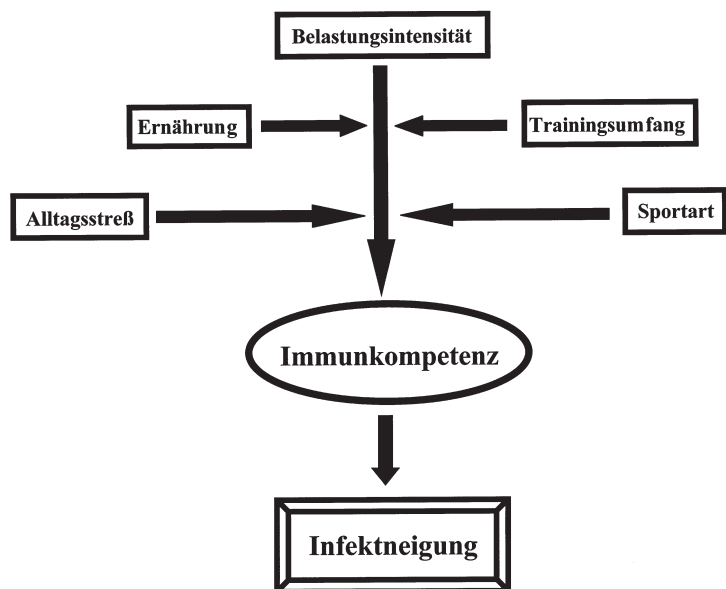 Belastungsintensität
Ernährung
Trainingsumfang
Alltagsstreß
Sportart
Immunkompetenz
Infektneigung